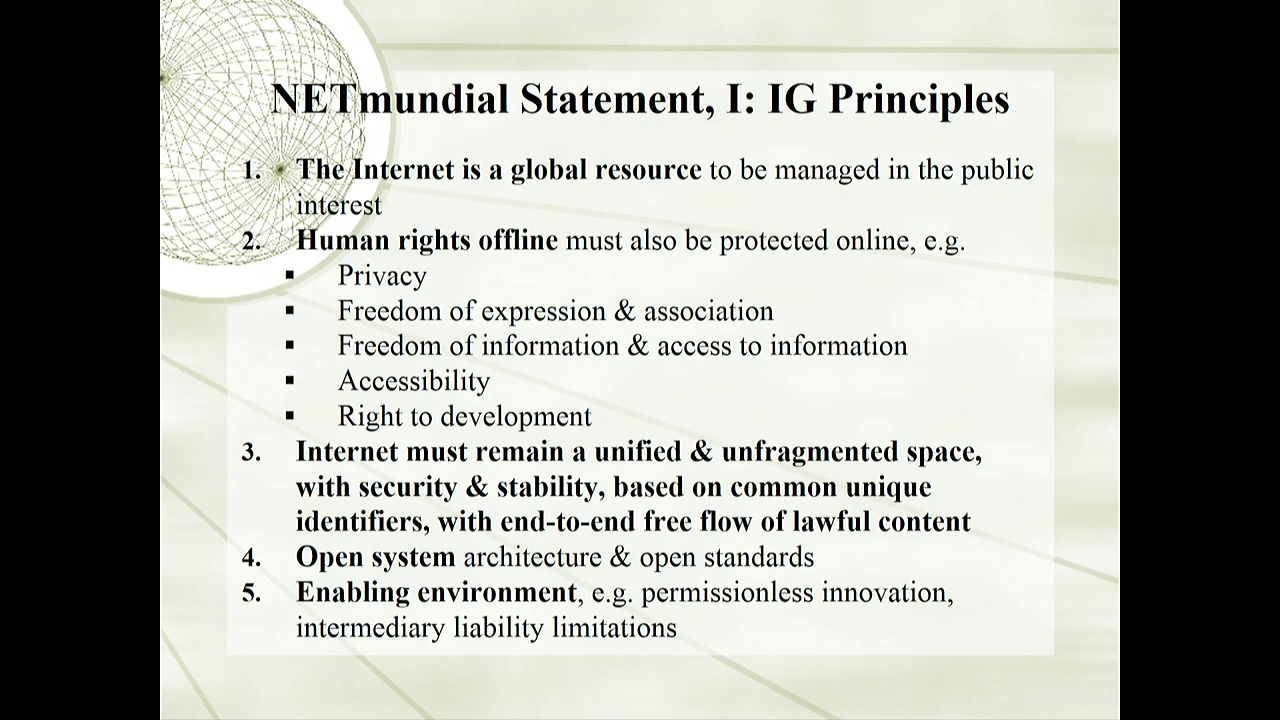 NETmundial Statement, I: IG Principles
1. The Internet is a global resource to be managed in the public
interest
2. Human rights offline must also be protected online, e.g.
▪ Privacy
▪ Freedom of expression & association
▪ Freedom of information & access to information
▪ Accessibility
▪ Right to development
3. Internet must remain a unified & unfragmented space,
with security & stability, based on common unique
identifiers, with end-to-end free flow of lawful content
4. Open system architecture & open standards
5. Enabling environment, e.g. permissionless innovation,
intermediary liability limitations